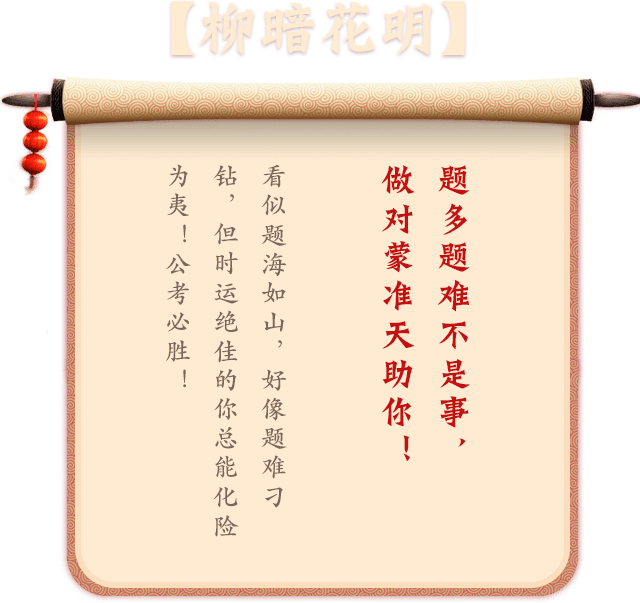 【柳暗花明】
题多题难不是事，
做对蒙准天助你！
看似题海如山，好像题难刁
钻，但时运绝佳的你总能化险
为夷！公考必胜！